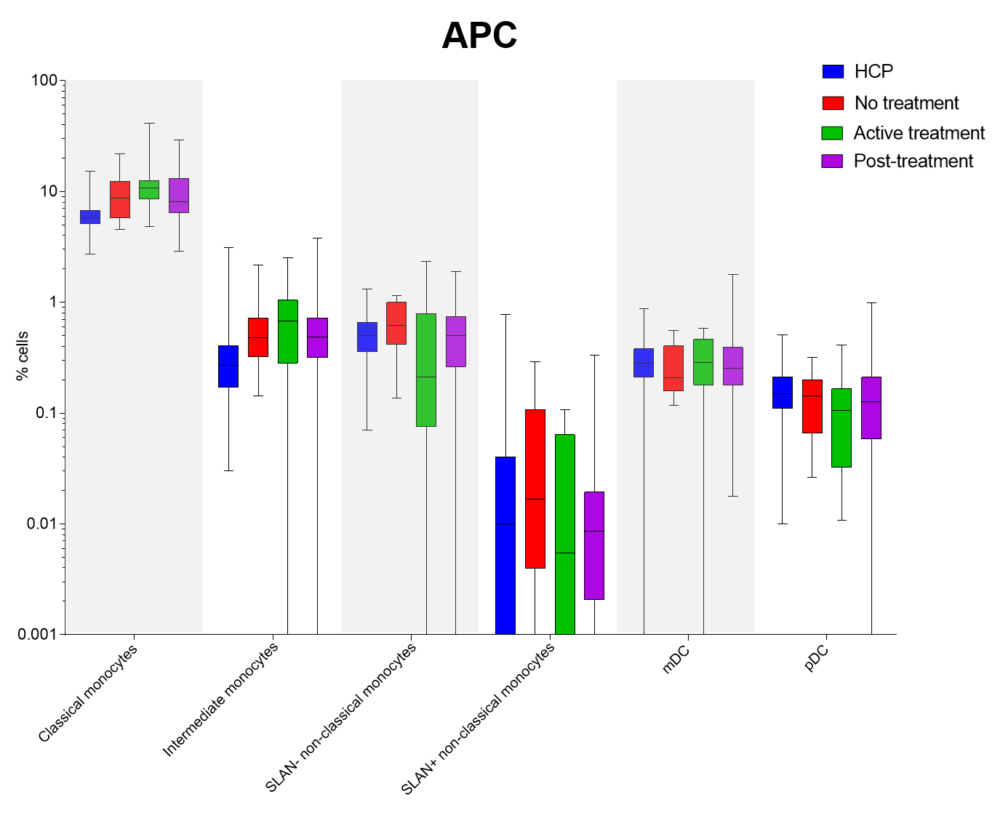 APC
HCP
No treatment
Active treatment
Post-treatment
% cells
100
10
1
0.1
0.01
0.001
Classical monocytes
Intermediate monocytes
SLAN- non-classical monocytes
SLAN+ non-classical monocytes
mDC
pDC